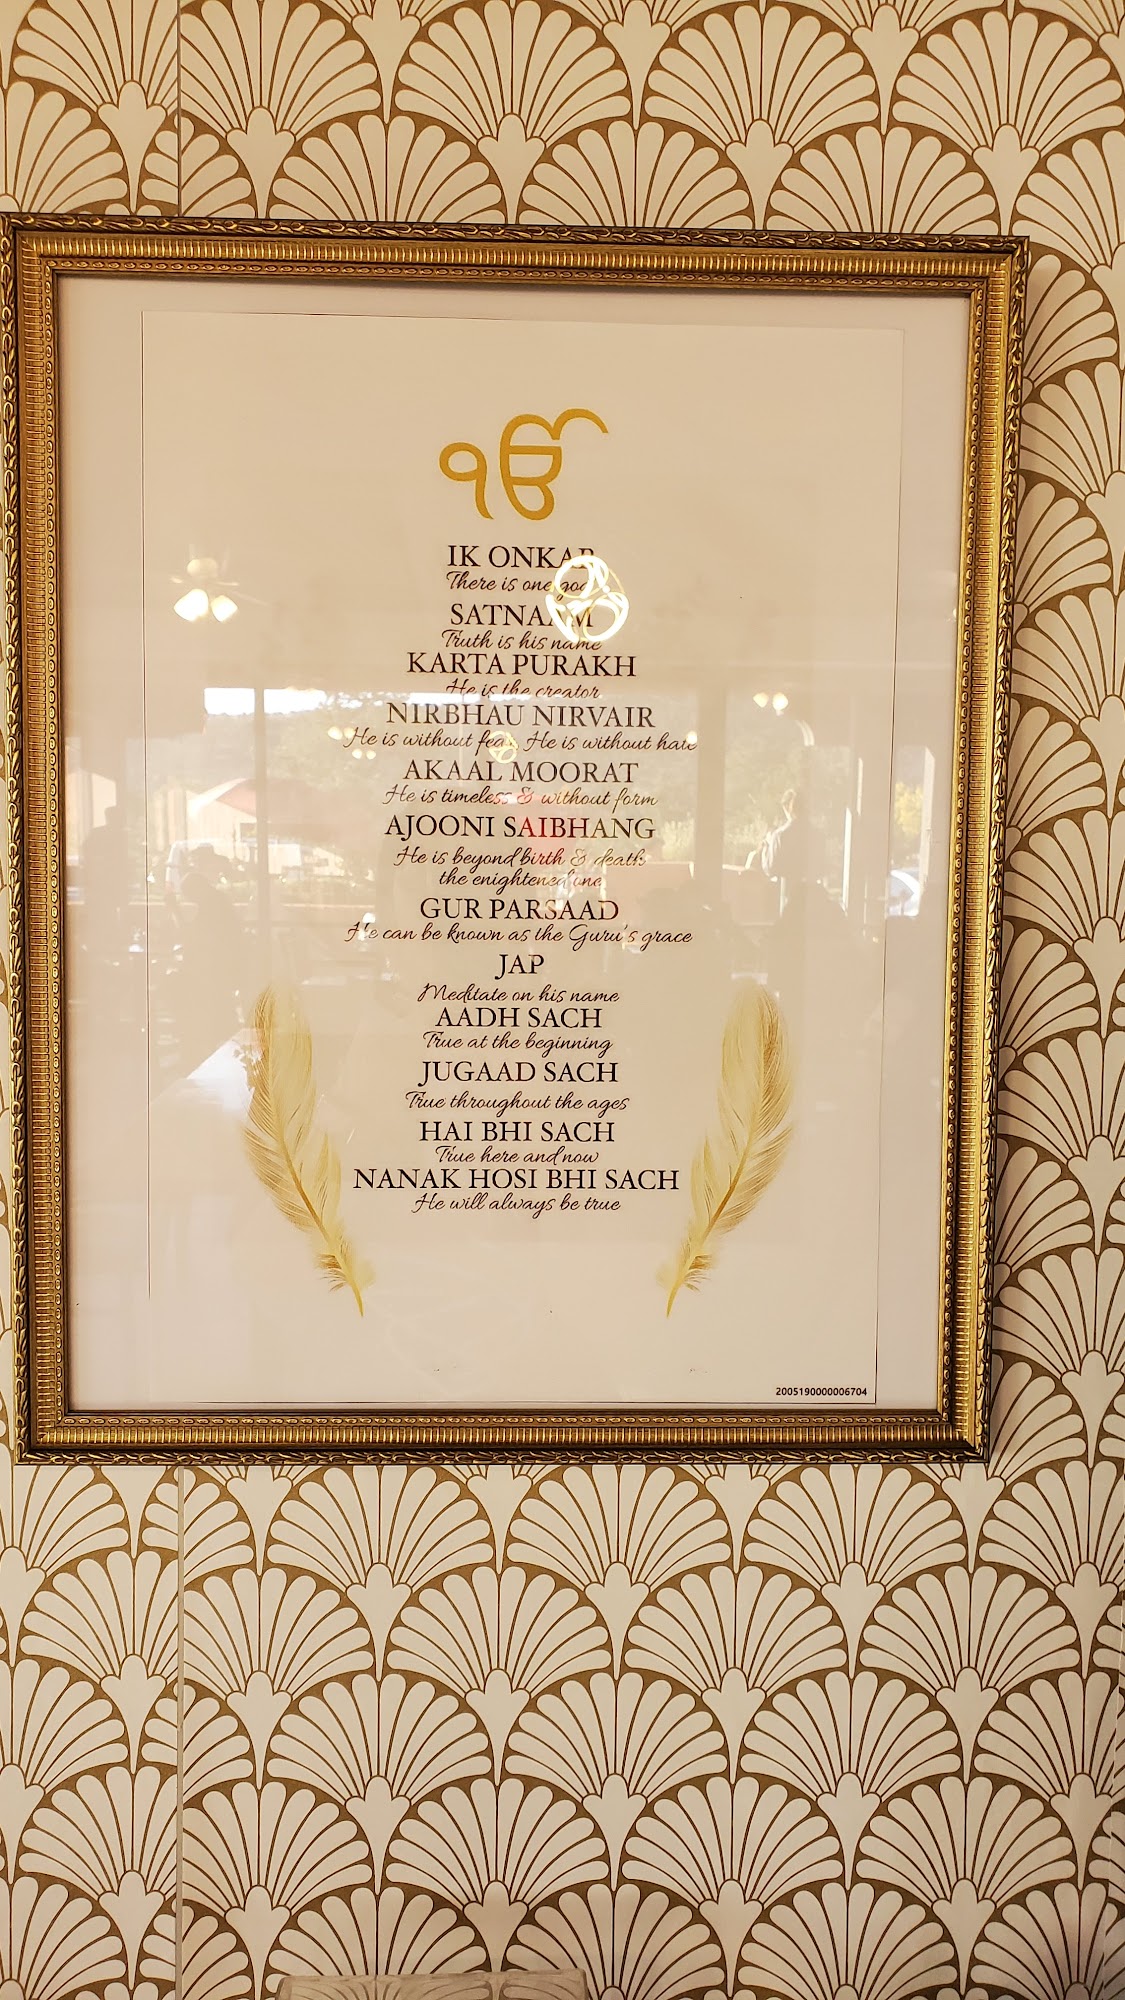 ੴ
IK ONKAR
There is one god
SATNAAM
Truth is his name
KARTA PURAKH
He is the creator
NIRBHAU NIRVAIR
He is without fear, He is without hate
AKAAL MOORAT
He is timeless & without form
AJOONI SAIBHANG
He is beyond birth & death
the enightened one
GUR PARSAAD
He can be known as the Guru's grace
JAP
Meditate on his name
AADH SACH
True at the beginning
JUGAAD SACH
True throughout the ages
HAI BHI SACH
True here and now
NANAK HOSI BHI SACH
He will always be true
2005190000006704